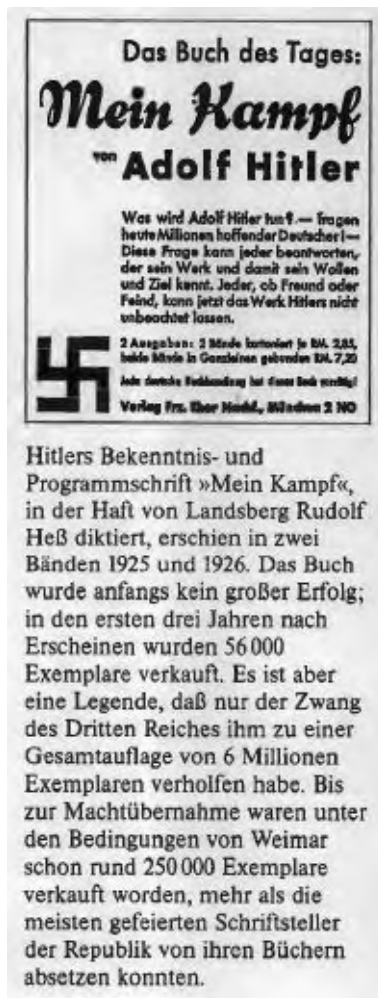 Das Buch des Tages:
Mein Kampf
von Adolf Hitler
Was wird Adolf Hitler tun? — fragen
heute Millionen hoffender Deutscher! —
Diese Frage kann jeder beantworten,
der sein Werk und damit sein Wollen
und Ziel kennt. Jeder, ob Freund oder
Feind, kann jetzt das Werk Hitlers nicht
unbeachtet lassen.
2 Ausgaben: 2 Bände kartoniert je RM. 2,85,
beide Bände in Ganzleinen gebunden RM. 7,20
Jede deutsche Buchhandlung hat dieses Buch vorrätig!
Verlag Frz. Eher Nachf., München 2 NO
Hitlers Bekenntnis- und
Programmschrift »Mein Kampf«,
in der Haft von Landsberg Rudolf
Heß diktiert, erschien in zwei
Bänden 1925 und 1926. Das Buch
wurde anfangs kein großer Erfolg;
in den ersten drei Jahren nach
Erscheinen wurden 56 000
Exemplare verkauft. Es ist aber
eine Legende, daß nur der Zwang
des Dritten Reiches ihm zu einer
Gesamtauflage von 6 Millionen
Exemplaren verholfen habe. Bis
zur Machtübernahme waren unter
den Bedingungen von Weimar
schon rund 250 000 Exemplare
verkauft worden, mehr als die
meisten gefeierten Schriftsteller
der Republik von ihren Büchern
absetzen konnten.